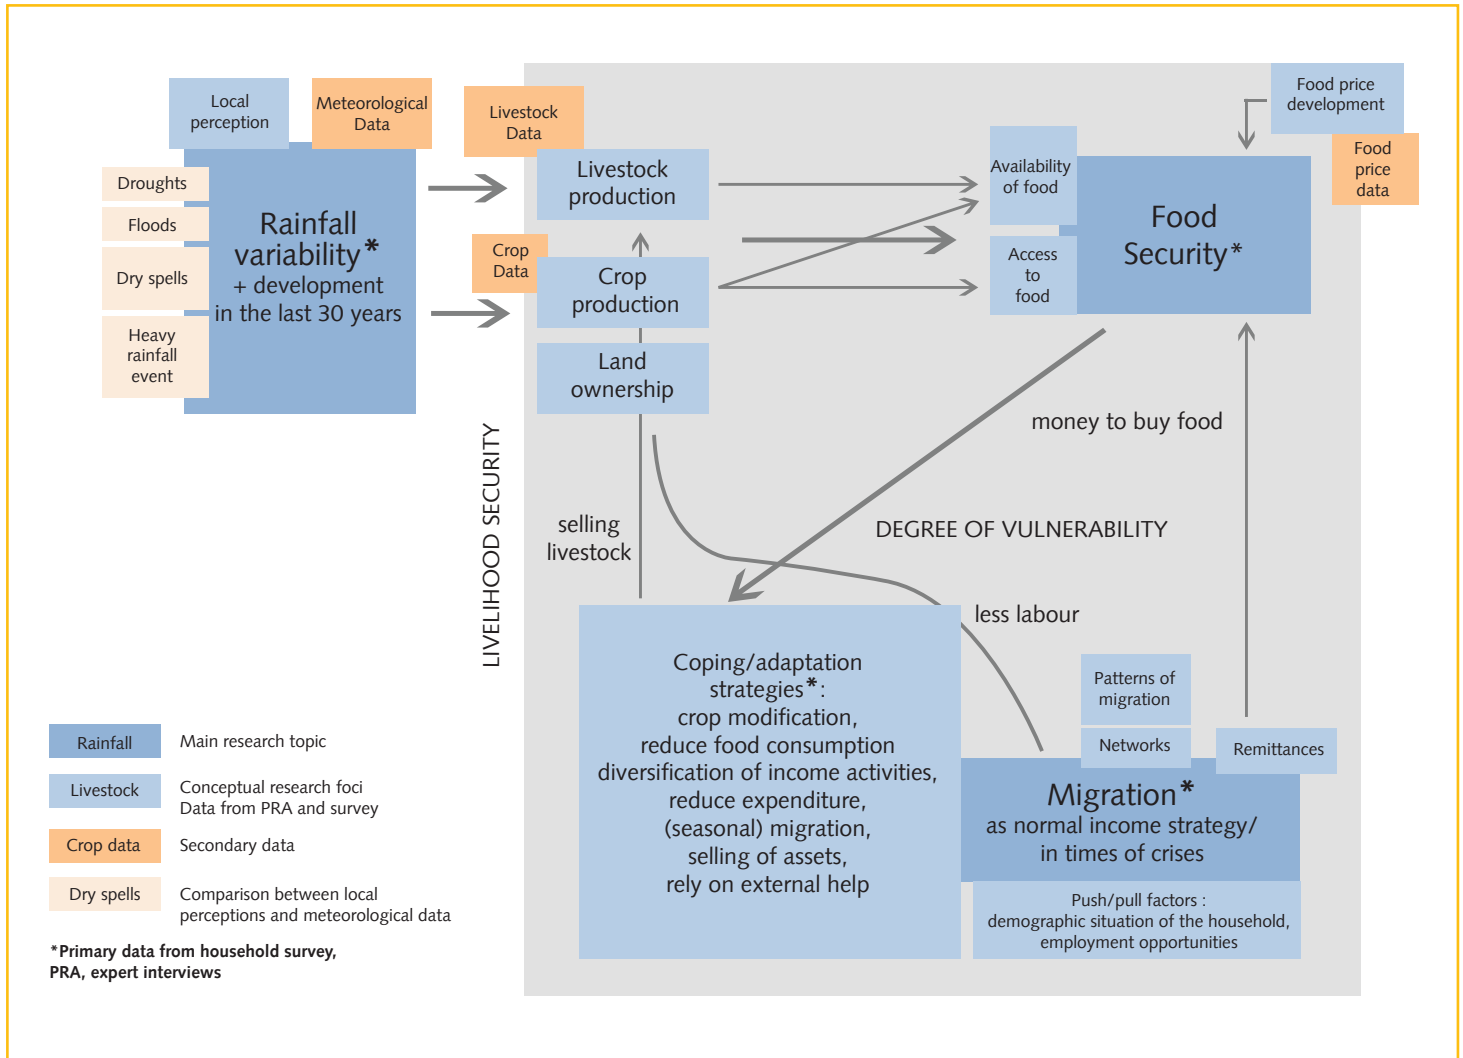 Local
perception
Meteorological
Data
Droughts
Floods
Dry spells
Heavy
rainfall
event
Rainfall
variability*
+ development
in the last 30 years
Livestock
Data
Livestock
production
Crop
Data
Crop
production
Land
ownership
Availability
of food
Access
to
food
Food price
development
Food
price
data
Food
Security*
LIVELIHOOD SECURITY
selling
livestock
money to buy food
DEGREE OF VULNERABILITY
less labour
Coping/adaptation
strategies*:
crop modification,
reduce food consumption
diversification of income activities,
reduce expenditure,
(seasonal) migration,
selling of assets,
rely on external help
Patterns of
migration
Networks
Remittances
Migration*
as normal income strategy/
in times of crises
Push/pull factors :
demographic situation of the household,
employment opportunities
Rainfall
Main research topic
Livestock
Conceptual research foci
Data from PRA and survey
Crop data
Secondary data
Dry spells
Comparison between local
perceptions and meteorological data
*Primary data from household survey,
PRA, expert interviews